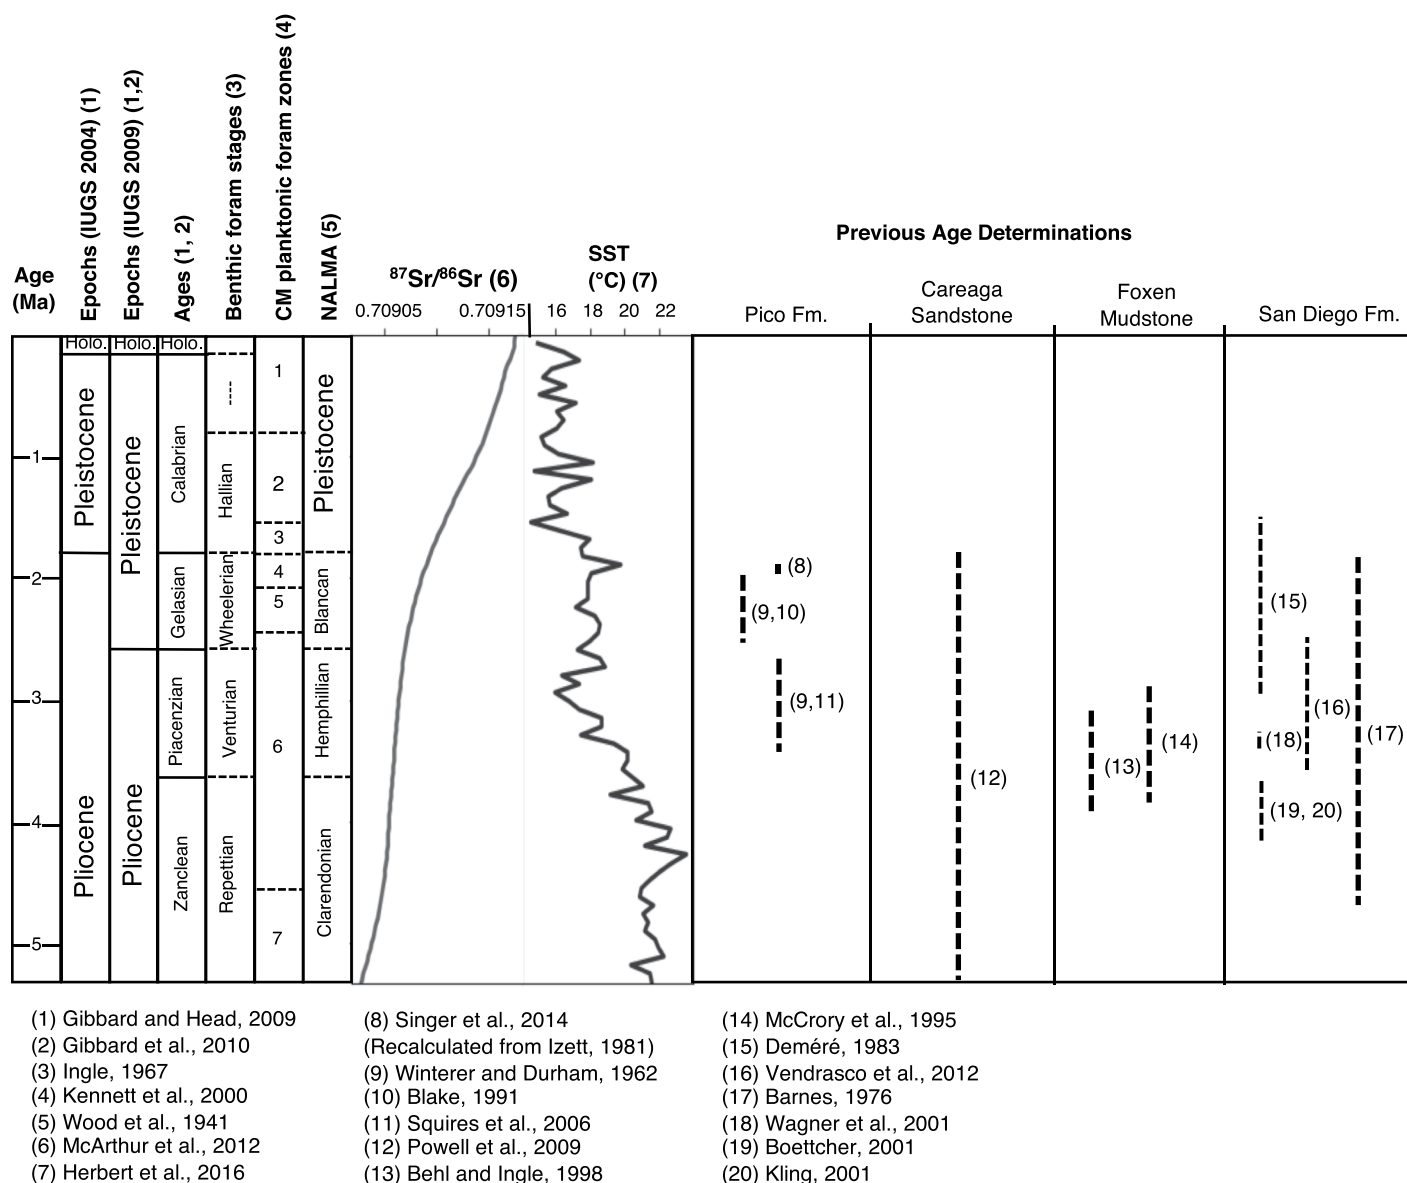 Age
(Ma)
Epochs (IUGS 2004) (1)
Epochs (IUGS 2009) (1,2)
Ages (1, 2)
Benthic foram stages (3)
CM planktonic foram zones (4)
NALMA (5)
⁸⁷Sr/⁸⁶Sr (6)
0.70905
0.70915
SST
(°C) (7)
16
18
20
22
Previous Age Determinations
Pico Fm.
Careaga
Sandstone
Foxen
Mudstone
San Diego Fm.
1
2
3
4
5
Holo.
Pleistocene
Pliocene
Holo.
Pleistocene
Pliocene
Holo.
Calabrian
Gelasian
Piacenzian
Zanclean
----
Hallian
Wheelerian
Venturian
Repettian
1
2
3
4
5
6
7
Pleistocene
Blancan
Hemphillian
Clarendonian
(8)
(9,10)
(9,11)
(12)
(13)
(14)
(15)
(16)
(17)
(18)
(19, 20)
(1) Gibbard and Head, 2009
(2) Gibbard et al., 2010
(3) Ingle, 1967
(4) Kennett et al., 2000
(5) Wood et al., 1941
(6) McArthur et al., 2012
(7) Herbert et al., 2016
(8) Singer et al., 2014
(Recalculated from Izett, 1981)
(9) Winterer and Durham, 1962
(10) Blake, 1991
(11) Squires et al., 2006
(12) Powell et al., 2009
(13) Behl and Ingle, 1998
(14) McCrory et al., 1995
(15) Deméré, 1983
(16) Vendrasco et al., 2012
(17) Barnes, 1976
(18) Wagner et al., 2001
(19) Boettcher, 2001
(20) Kling, 2001